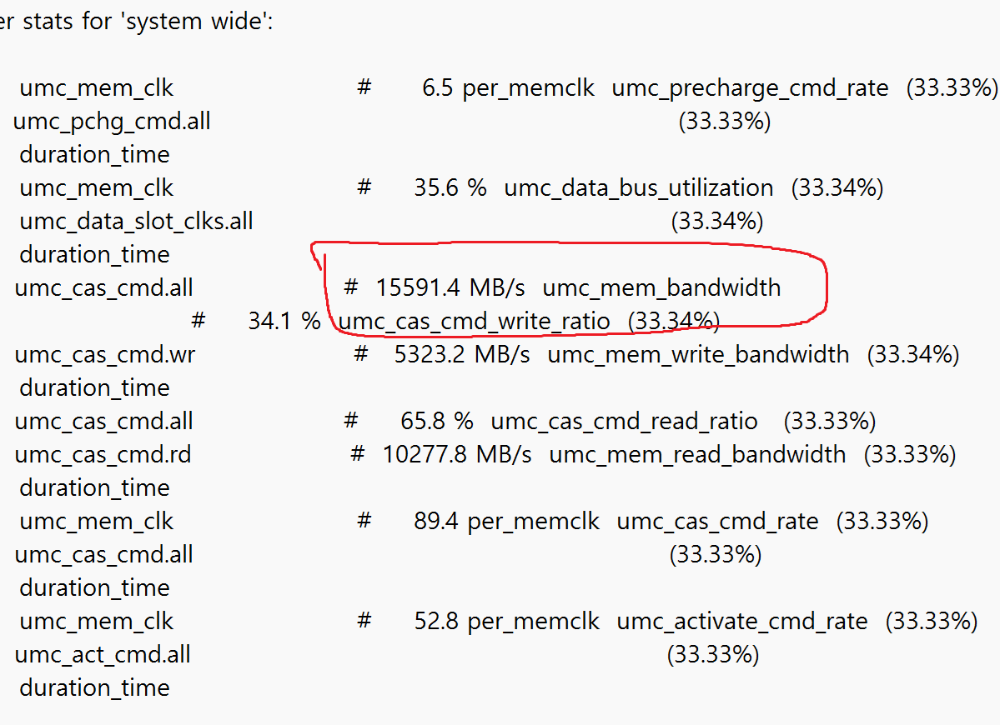 er stats for 'system wide':
umc_mem_clk # 6.5 per_memclk umc_precharge_cmd_rate (33.33%)
umc_pchg_cmd.all (33.33%)
duration_time
umc_mem_clk # 35.6 % umc_data_bus_utilization (33.34%)
umc_data_slot_clks.all (33.34%)
duration_time
umc_cas_cmd.all # 15591.4 MB/s umc_mem_bandwidth
# 34.1 % umc_cas_cmd_write_ratio (33.34%)
umc_cas_cmd.wr # 5323.2 MB/s umc_mem_write_bandwidth (33.34%)
duration_time
umc_cas_cmd.all # 65.8 % umc_cas_cmd_read_ratio (33.33%)
umc_cas_cmd.rd # 10277.8 MB/s umc_mem_read_bandwidth (33.33%)
duration_time
umc_mem_clk # 89.4 per_memclk umc_cas_cmd_rate (33.33%)
umc_cas_cmd.all (33.33%)
duration_time
umc_mem_clk # 52.8 per_memclk umc_activate_cmd_rate (33.33%)
umc_act_cmd.all (33.33%)
duration_time